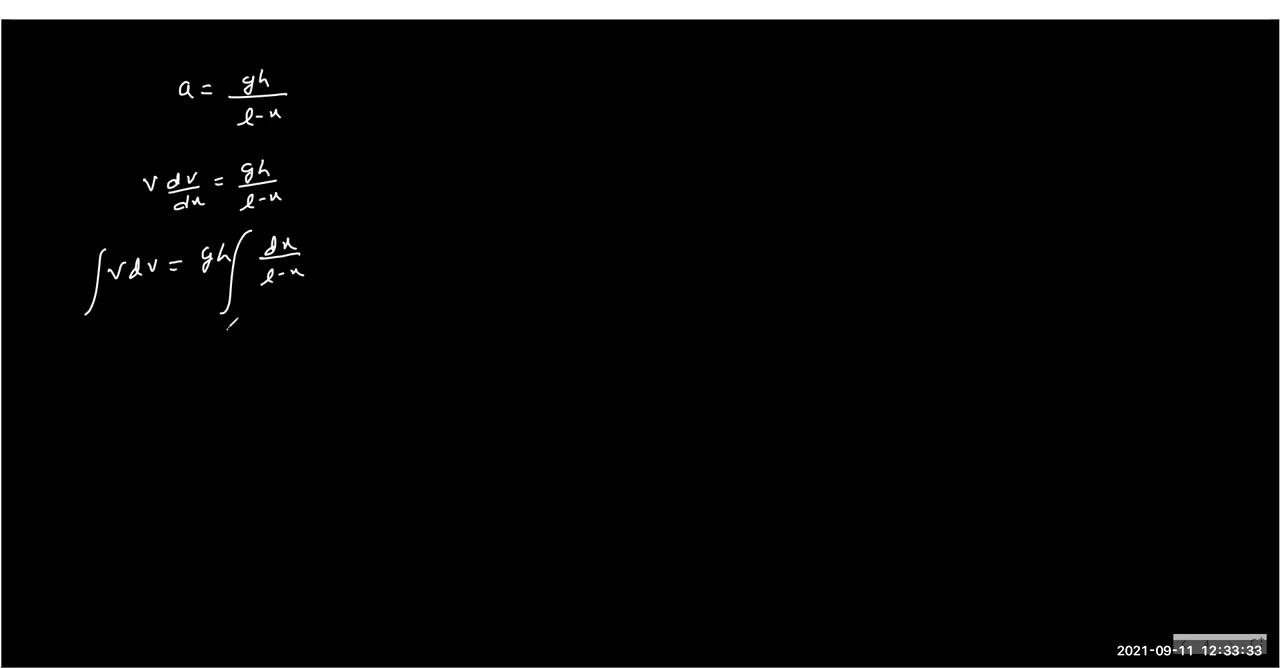 a = gh / l-x
v dv/dx = gh / l-x
∫ v dv = gh ∫ dx / l-x
2021-09-11 12:33:33